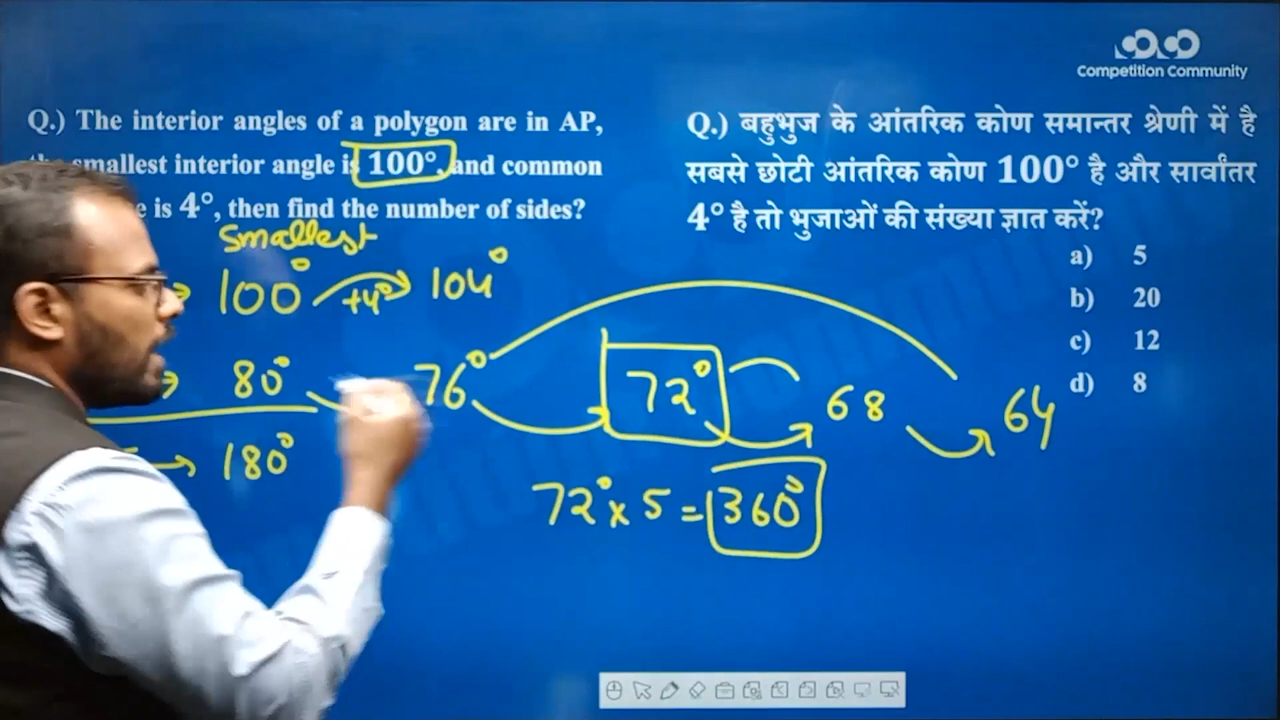 Competition Community
Q.) The interior angles of a polygon are in AP,
smallest interior angle is 100°, and common
is 4°, then find the number of sides?
Q.) बहुभुज के आंतरिक कोण समान्तर श्रेणी में है
सबसे छोटी आंतरिक कोण 100° है और सार्वांतर
4° है तो भुजाओं की संख्या ज्ञात करें?
a) 5
b) 20
c) 12
d) 8
Smallest
100° +4° 104°
80° 76° 72° 68 64
180°
72° x 5 = 360°